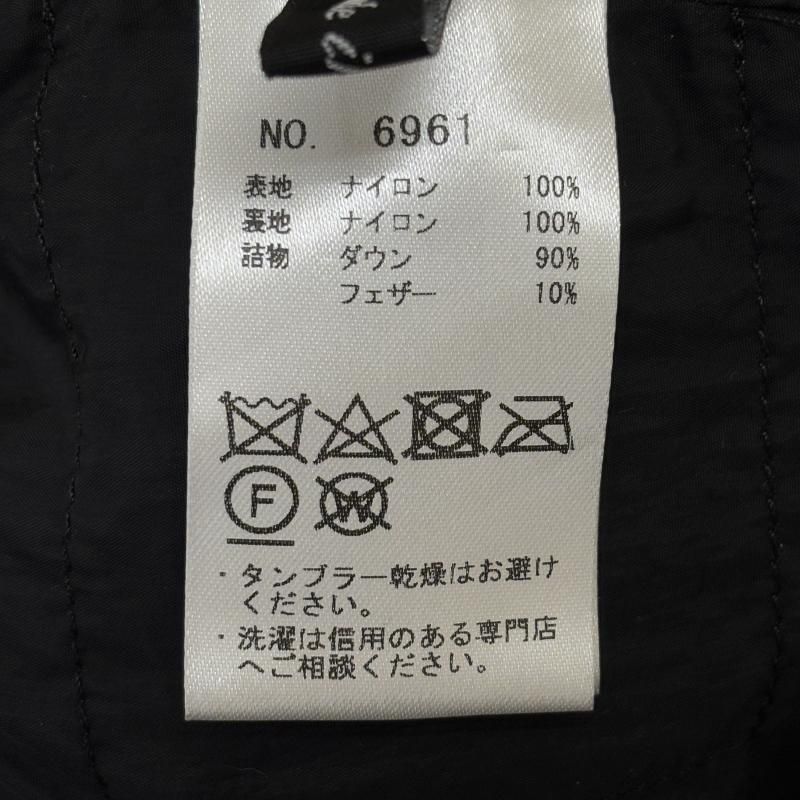 NO. 6961
表地 ナイロン 100%
裏地 ナイロン 100%
詰物 ダウン 90%
フェザー 10%
F W
・タンブラー乾燥はお避け
ください。
・洗濯は信用のある専門店
へご相談ください。